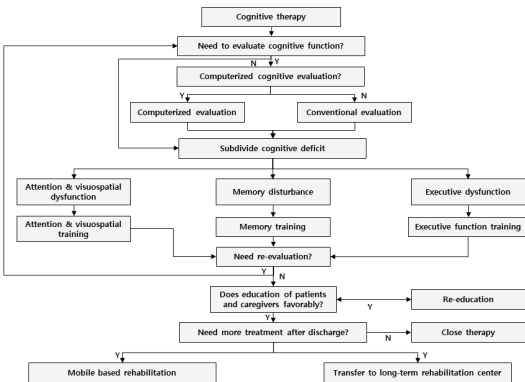 Cognitive therapy
Need to evaluate cognitive function?
N
Y
Computerized cognitive evaluation?
Y
N
Computerized evaluation
Conventional evaluation
Subdivide cognitive deficit
Attention & visuospatial
dysfunction
Memory disturbance
Executive dysfunction
Attention & visuospatial
training
Memory training
Executive function training
Need re-evaluation?
Y
N
Does education of patients
and caregivers favorably?
Y
Re-education
Y
Need more treatment after discharge?
N
Close therapy
Y
Y
Mobile based rehabilitation
Transfer to long-term rehabilitation center